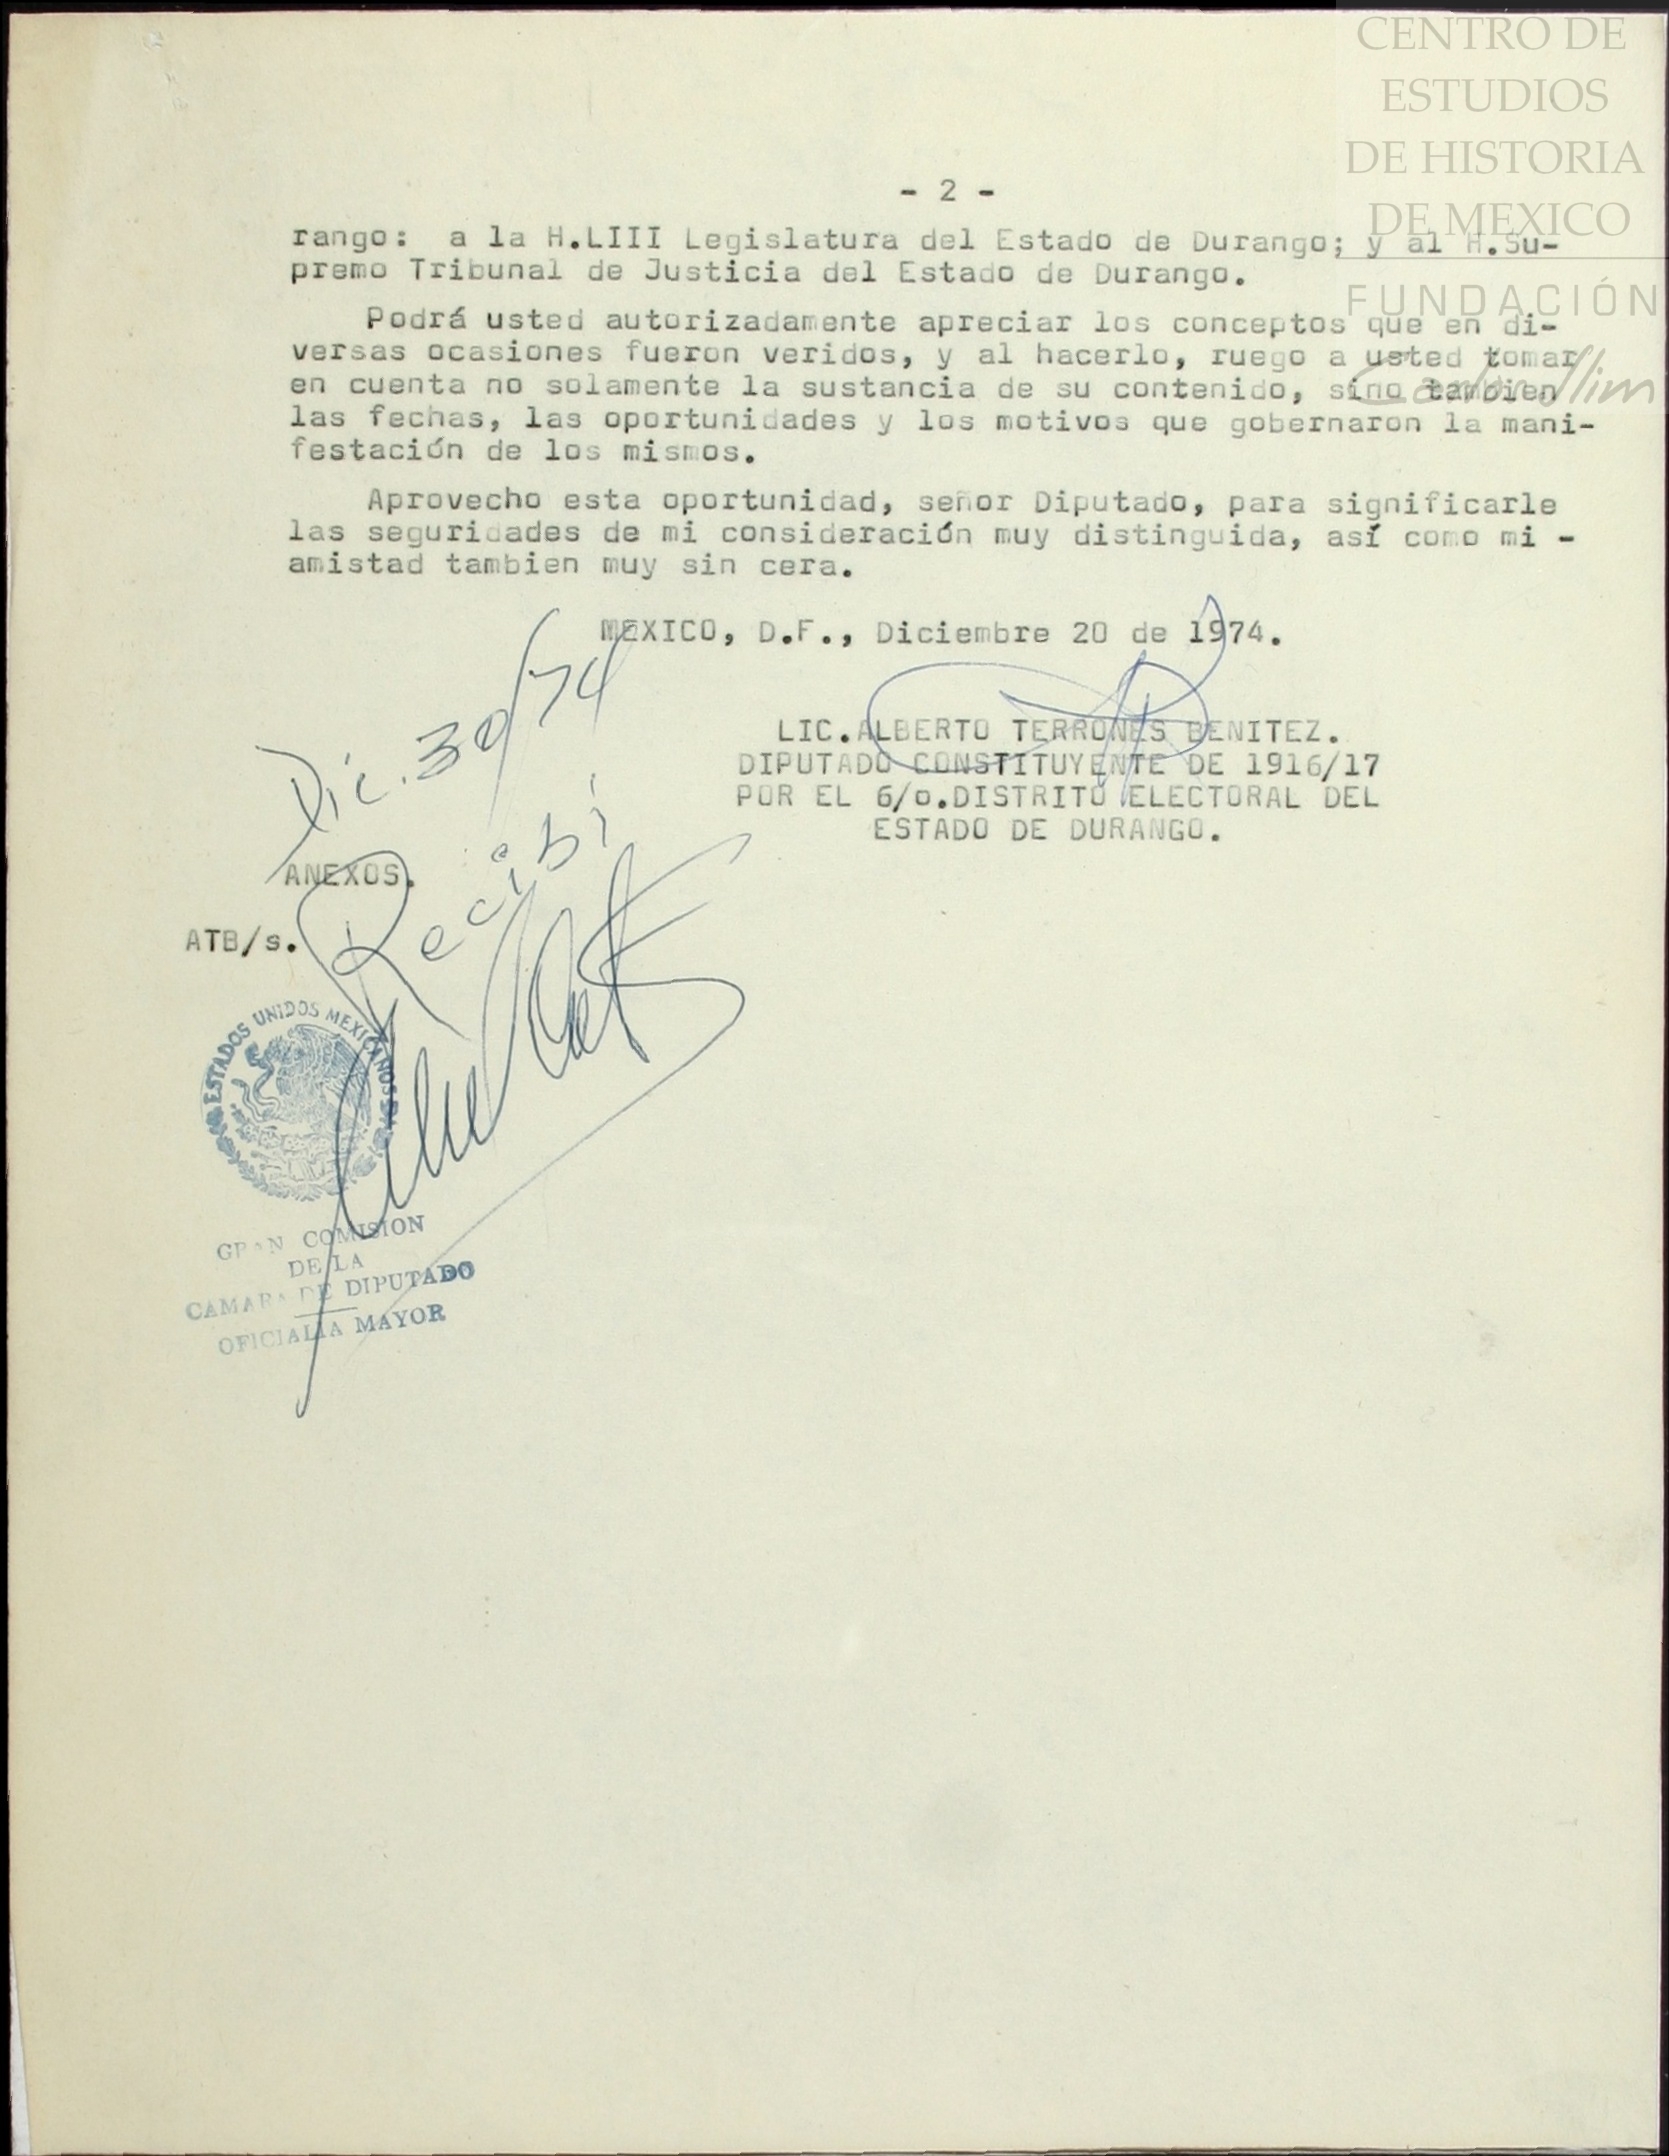 CENTRO DE
ESTUDIOS
DE HISTORIA
DE MEXICO
FUNDACIÓN
Carlos Slim
- 2 -
rango: a la H.LIII Legislatura del Estado de Durango; y al H.Su-
premo Tribunal de Justicia del Estado de Durango.
Podrá usted autorizadamente apreciar los conceptos que en di-
versas ocasiones fueron veridos, y al hacerlo, ruego a usted tomar
en cuenta no solamente la sustancia de su contenido, sino tambien
las fechas, las oportunidades y los motivos que gobernaron la mani-
festación de los mismos.
Aprovecho esta oportunidad, señor Diputado, para significarle
las seguridades de mi consideración muy distinguida, así como mi -
amistad tambien muy sin cera.
MEXICO, D.F., Diciembre 20 de 1974.
LIC.ALBERTO TERRONES BENITEZ.
DIPUTADO CONSTITUYENTE DE 1916/17
POR EL 6/o.DISTRITO ELECTORAL DEL
ESTADO DE DURANGO.
Dic. 30/74
Recibí
ANEXOS.
ATB/s.
ESTADOS UNIDOS MEXICANOS
GRAN COMISION
DE LA
CAMARA DE DIPUTADO
OFICIALIA MAYOR